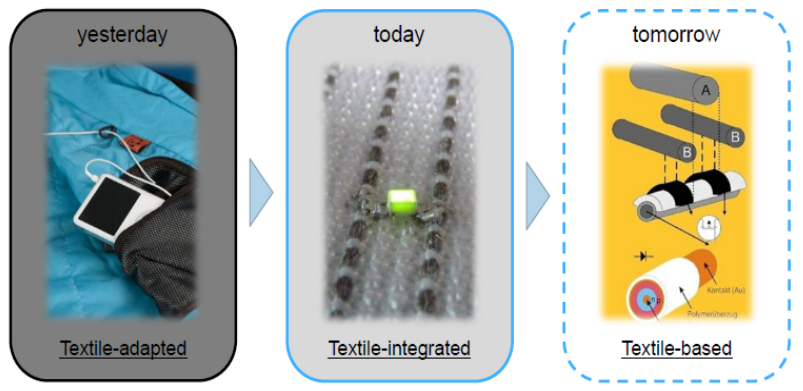 yesterday
today
tomorrow
A
B
B
n
p
Kontakt (Au)
Polymerüberzug
Textile-adapted
Textile-integrated
Textile-based